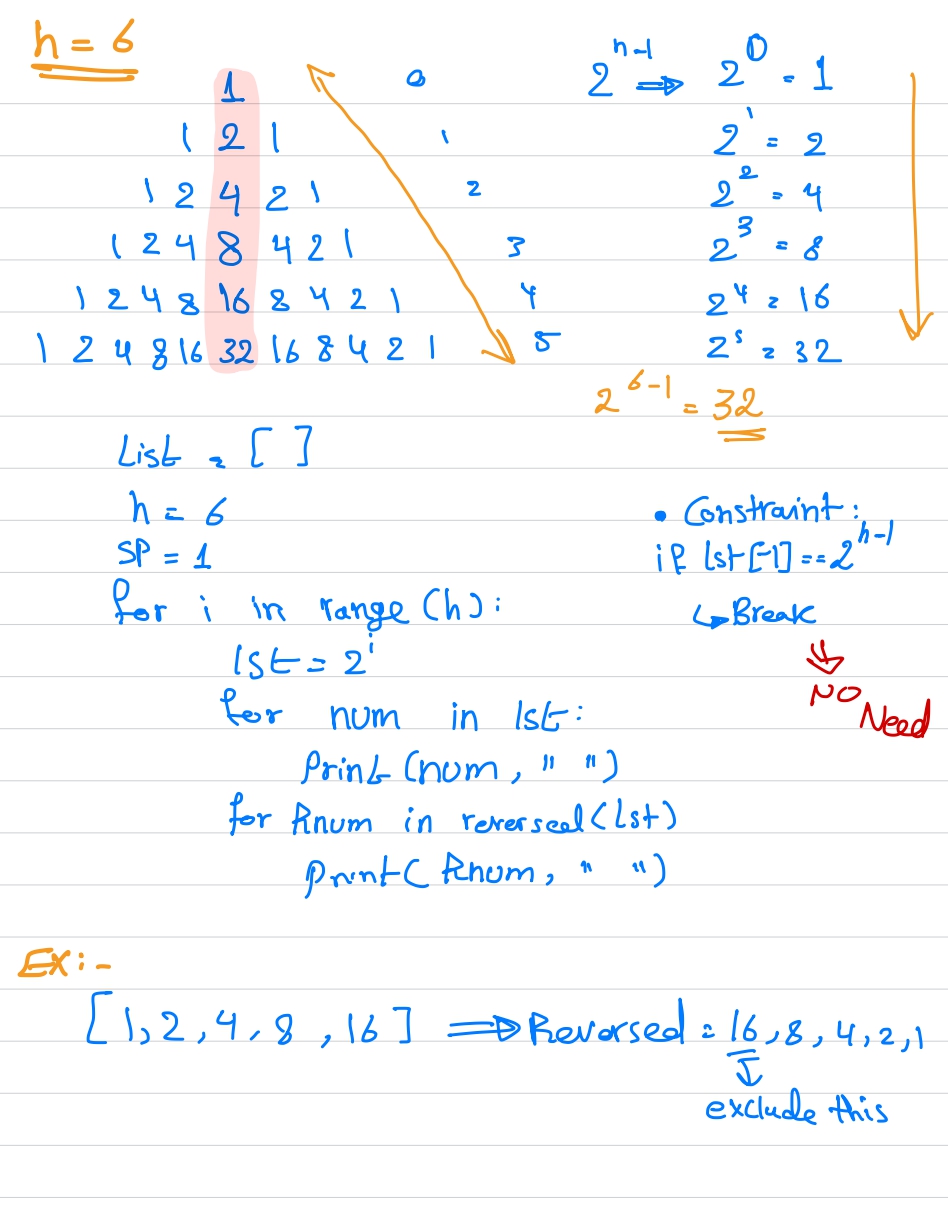 h = 6
1 0 2^(n-1) ⇒ 2^0 = 1
1 2 1 1 2^1 = 2
1 2 4 2 1 2 2^2 = 4
1 2 4 8 4 2 1 3 2^3 = 8
1 2 4 8 16 8 4 2 1 4 2^4 = 16
1 2 4 8 16 32 16 8 4 2 1 5 2^5 = 32
2^(6-1) = 32
List = [ ]
h = 6
SP = 1
for i in range (h):
lst = 2^i
for num in lst:
Print (num, " ")
for Rnum in reversed (lst)
print ( Rnum, " ")
• Constraint:
if lst [-1] == 2^(h-1)
↳ Break
⇓
NO Need
EX:-
[1, 2, 4, 8, 16] ⇒ Reversed = 16, 8, 4, 2, 1
↓
exclude this